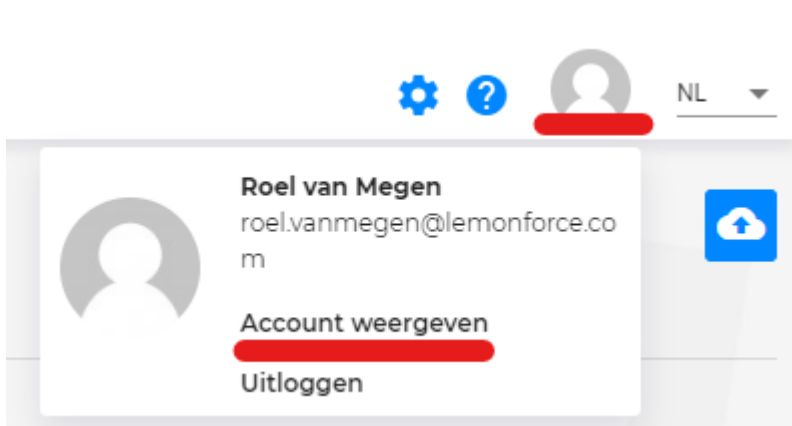 NL
Roel van Megen
roel.vanmegen@lemonforce.co
m
Account weergeven
Uitloggen